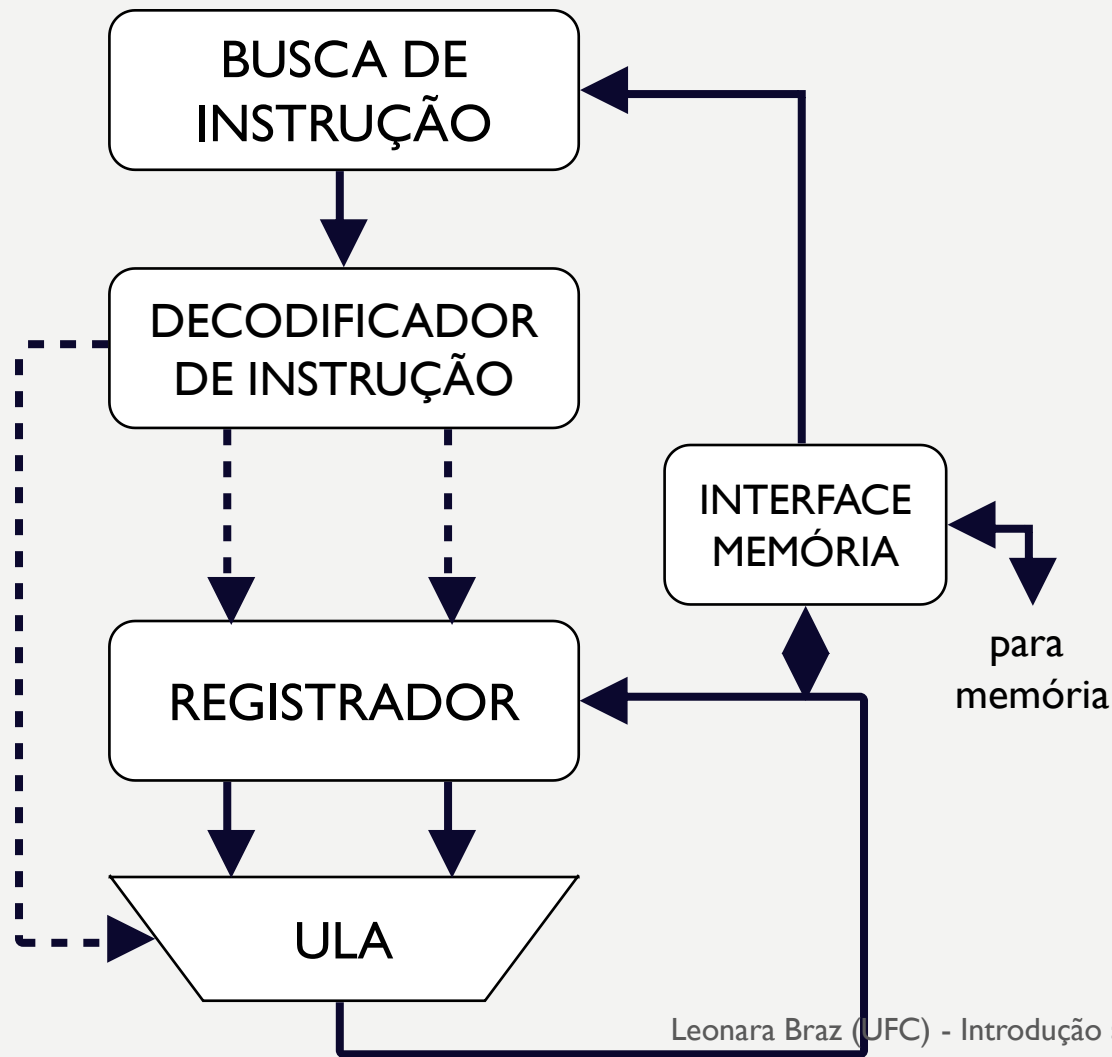 BUSCA DE
INSTRUÇÃO
DECODIFICADOR
DE INSTRUÇÃO
INTERFACE
MEMÓRIA
para
memória
REGISTRADOR
ULA
Leonara Braz (UFC) - Introdução